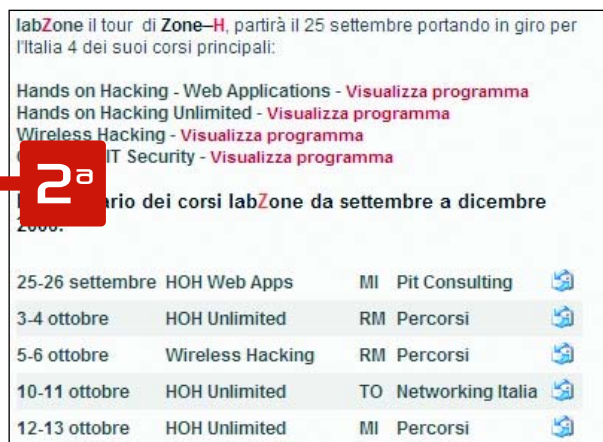 labZone il tour di Zone–H, partirà il 25 settembre portando in giro per
l'Italia 4 dei suoi corsi principali:
Hands on Hacking - Web Applications - Visualizza programma
Hands on Hacking Unlimited - Visualizza programma
Wireless Hacking - Visualizza programma
IT Security - Visualizza programma
2ª
dei corsi labZone da settembre a dicembre
25-26 settembre HOH Web Apps MI Pit Consulting
3-4 ottobre HOH Unlimited RM Percorsi
5-6 ottobre Wireless Hacking RM Percorsi
10-11 ottobre HOH Unlimited TO Networking Italia
12-13 ottobre HOH Unlimited MI Percorsi